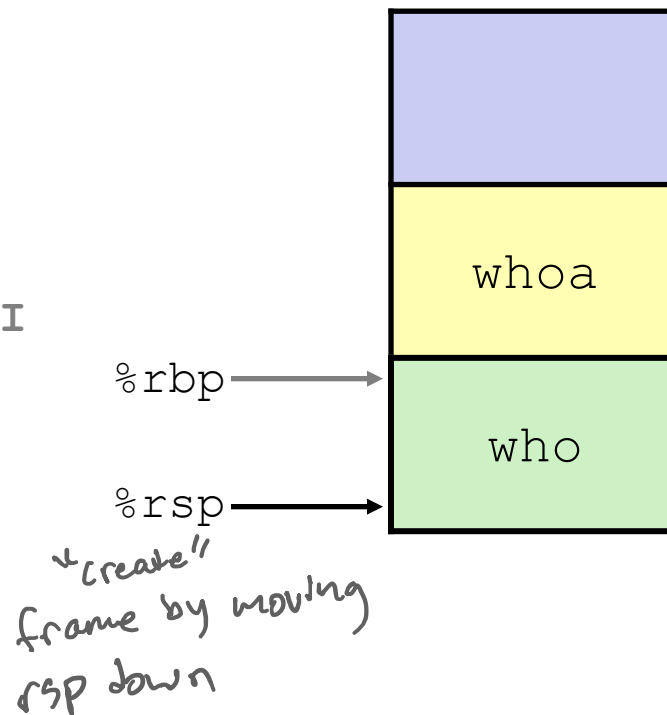 whoa
I
%rbp
who
%rsp
"create"
frame by moving
rsp down